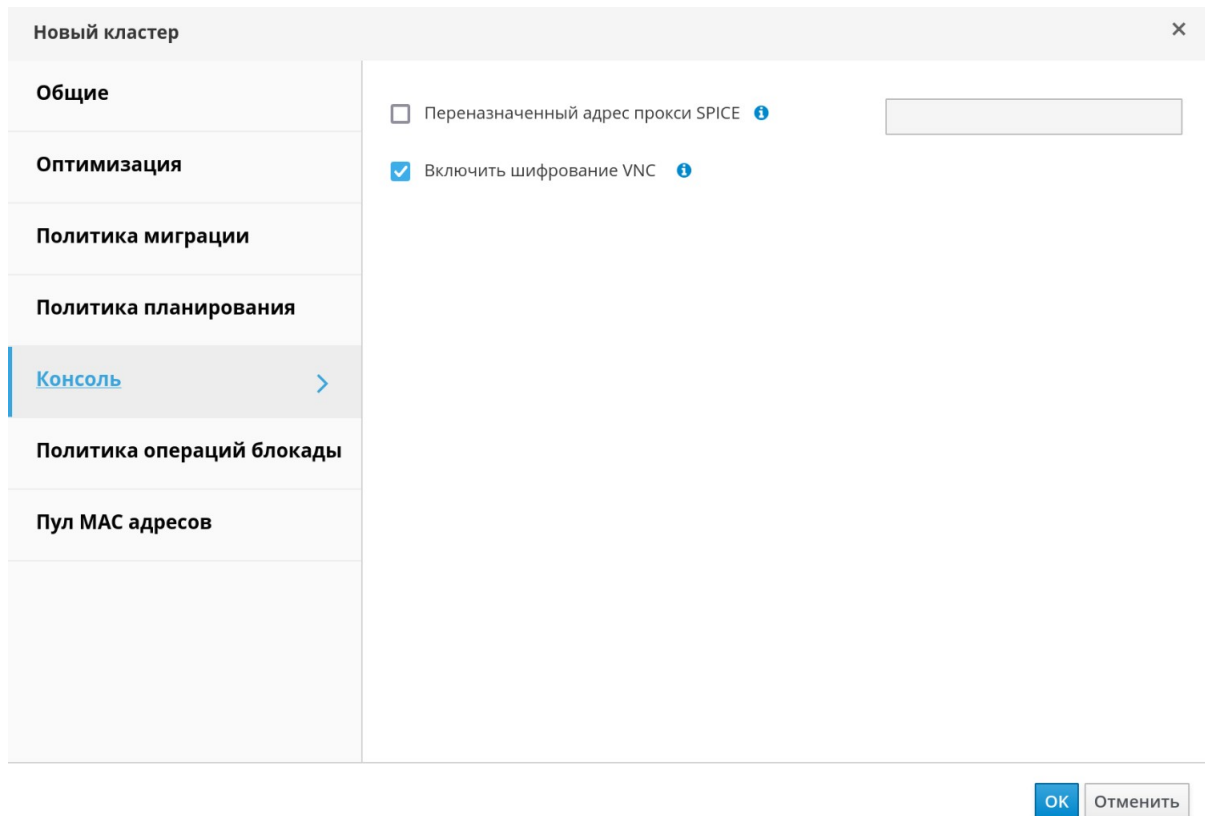 Новый кластер
Общие
Оптимизация
Политика миграции
Политика планирования
Консоль
Политика операций блокады
Пул MAC адресов
Переназначенный адрес прокси SPICE
Включить шифрование VNC
OK
Отменить